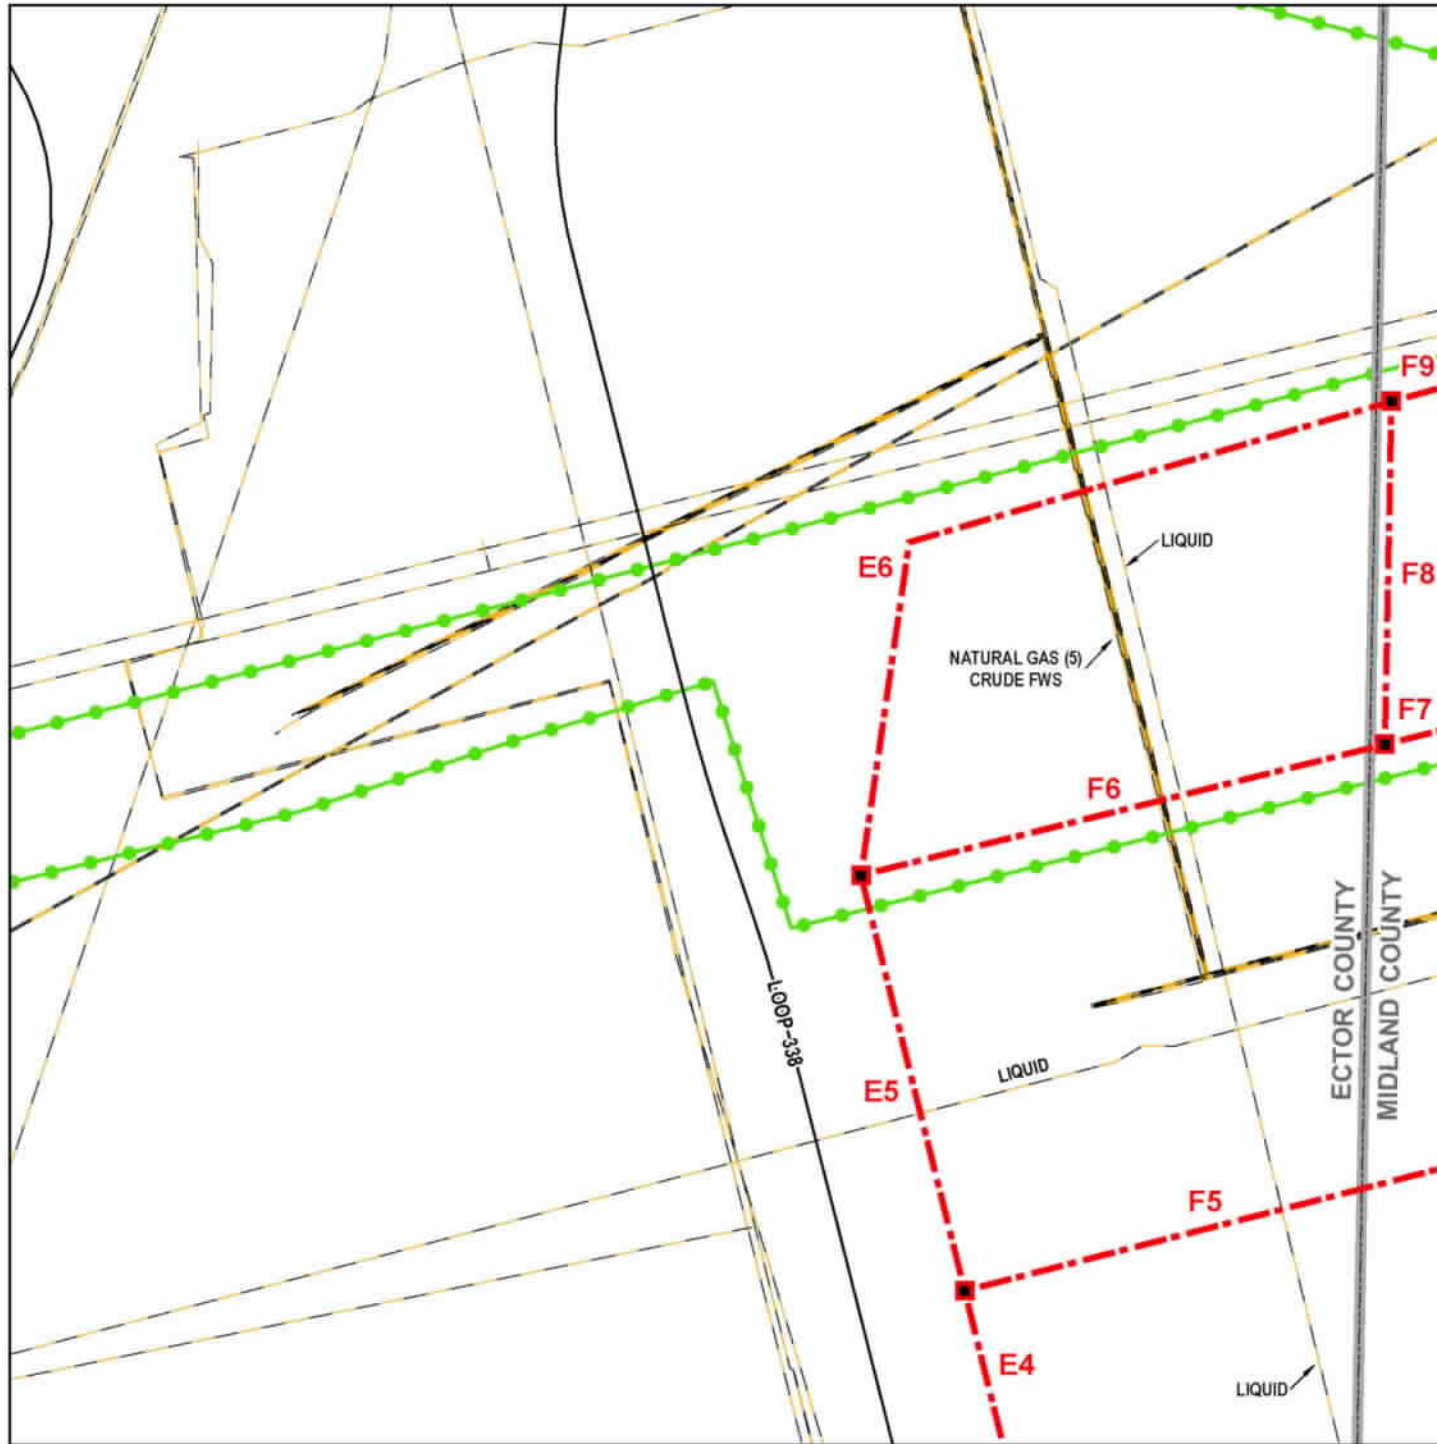 F9
LIQUID
E6
F8
NATURAL GAS (5)
CRUDE FWS
F7
F6
ECTOR COUNTY
MIDLAND COUNTY
LOOP-338
LIQUID
E5
F5
E4
LIQUID